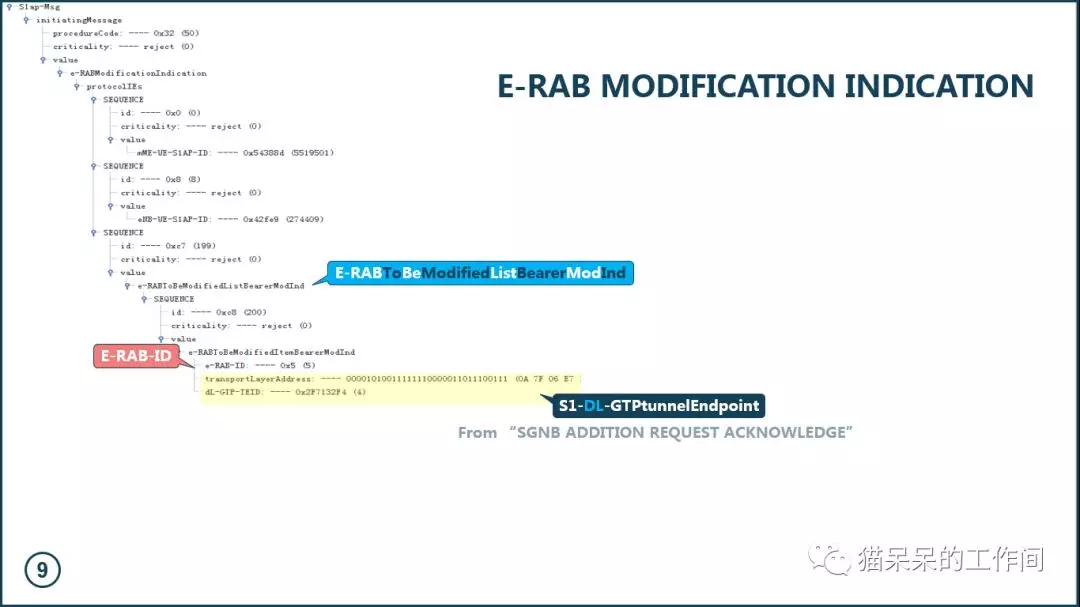 S1ap-Msg
initiatingMessage
procedureCode: ---- 0x32 (50)
criticality: ---- reject (0)
value
e-RABModificationIndication
E-RAB MODIFICATION INDICATION
protocolIEs
SEQUENCE
id: ---- 0x0 (0)
criticality: ---- reject (0)
value
mME-UE-S1AP-ID: ---- 0x54388d (5519501)
SEQUENCE
id: ---- 0x8 (8)
criticality: ---- reject (0)
value
eNB-UE-S1AP-ID: ---- 0x42fe9 (274409)
SEQUENCE
id: ---- 0xc7 (199)
criticality: ---- reject (0)
value
E-RABToBeModifiedListBearerModInd
e-RABToBeModifiedListBearerModInd
SEQUENCE
id: ---- 0xc8 (200)
criticality: ---- reject (0)
value
E-RAB-ID
e-RABToBeModifiedItemBearerModInd
e-RAB-ID: ---- 0x5 (5)
transportLayerAddress: ---- 00001010011111110000011011100111 (0A 7F 06 E7
dL-GTP-TEID: ---- 0x2F7132F4 (4)
S1-DL-GTPtunnelEndpoint
From “SGNB ADDITION REQUEST ACKNOWLEDGE”
9
猫呆呆的工作间